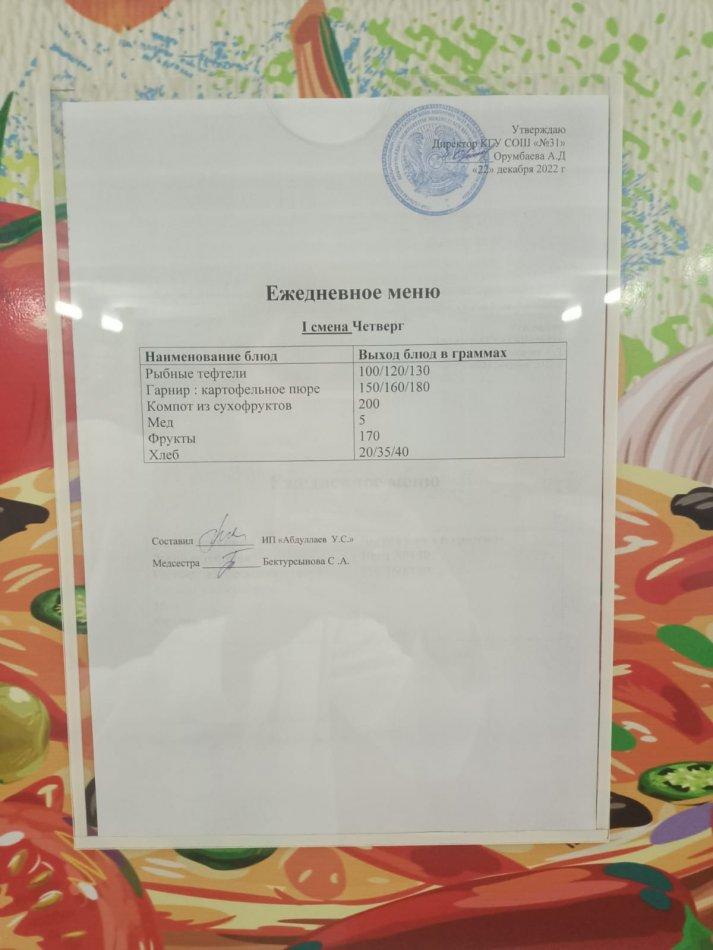 Утверждаю
Директор КГУ СОШ «№31»
Орумбаева А.Д
«22» декабря 2022 г
Ежедневное меню
I смена Четверг
Наименование блюд Выход блюд в граммах
Рыбные тефтели 100/120/130
Гарнир : картофельное пюре 150/160/180
Компот из сухофруктов 200
Мед 5
Фрукты 170
Хлеб 20/35/40
Составил ИП «Абдуллаев У.С.»
Медсестра Бектурсынова С .А.